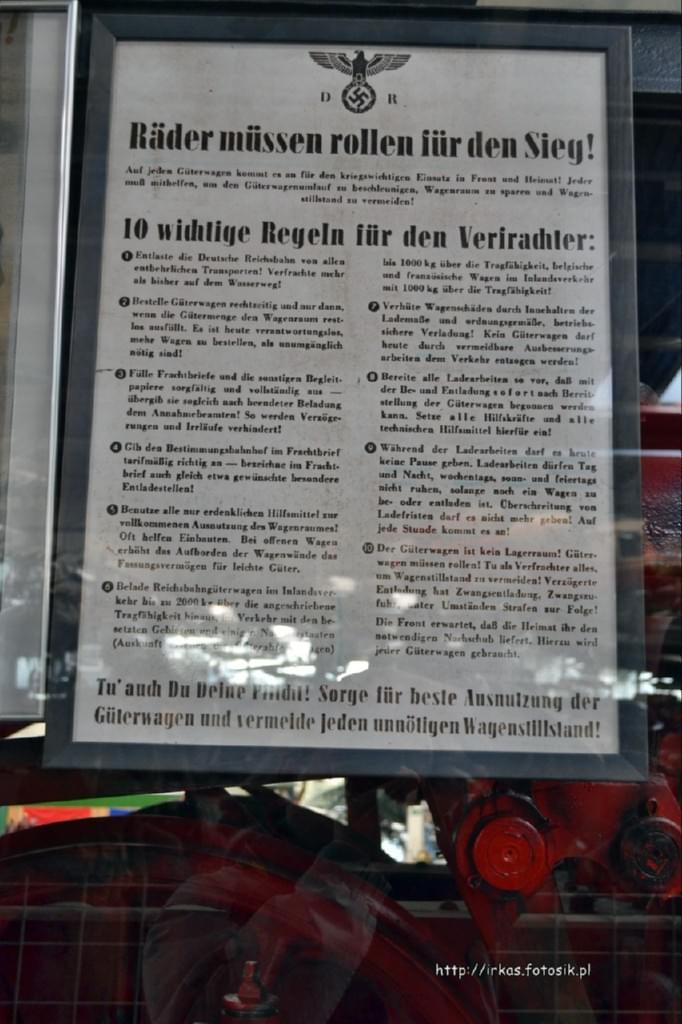 D R
Räder müssen rollen für den Sieg!
Auf jeden Güterwagen kommt es an für den kriegswichtigen Einsatz in Front und Heimat! Jeder
muß mithelfen, um den Güterwagenumlauf zu beschleunigen, Wagenraum zu sparen und Wagen-
stillstand zu vermeiden!
10 wichtige Regeln für den Verfrachter:
1 Entlaste die Deutsche Reichsbahn von allen
entbehrlichen Transporten! Verfrachte mehr
als bisher auf dem Wasserweg!
2 Bestelle Güterwagen rechtzeitig und nur dann,
wenn die Gütermenge den Wagenraum rest-
los ausfüllt. Es ist heute verantwortungslos,
mehr Wagen zu bestellen, als unumgänglich
nötig sind!
3 Fülle Frachtbriefe und die sonstigen Begleit-
papiere sorgfältig und vollständig aus —
übergib sie sogleich nach beendeter Beladung
dem Annahmebeamten! So werden Verzöge-
rungen und Irrläufe verhindert!
4 Gib den Bestimmungsbahnhof im Frachtbrief
tarifmäßig richtig an — bezeichne im Fracht-
brief auch gleich etwa gewünschte besondere
Entladestellen!
5 Benutze alle nur erdenklichen Hilfsmittel zur
vollkommenen Ausnutzung des Wagenraumes!
Oft helfen Einbauten. Bei offenen Wagen
erhöht das Aufborden der Wagenwände das
Fassungsvermögen für leichte Güter.
6 Belade Reichsbahngüterwagen im Inlandsver-
kehr bis zu 2000 kg über die angeschriebene
Tragfähigkeit hinaus, Verkehr mit den be-
setzten Gebieten und einigen staaten
(Auskunft
bis 1000 kg über die Tragfähigkeit, belgische
und französische Wagen im Inlandsverkehr
mit 1000 kg über die Tragfähigkeit!
7 Verhüte Wagenschäden durch Innehalten der
Lademaße und ordnungsgemäße, betriebs-
sichere Verladung! Kein Güterwagen darf
heute durch vermeidbare Ausbesserungs-
arbeiten dem Verkehr entzogen werden!
8 Bereite alle Ladearbeiten so vor, daß mit
der Be- und Entladung sofort nach Bereit-
stellung der Güterwagen begonnen werden
kann. Setze alle Hilfskräfte und alle
technischen Hilfsmittel hierfür ein!
9 Während der Ladearbeiten darf es heute
keine Pause geben. Ladearbeiten dürfen Tag
und Nacht, wochentags, sonn- und feiertags
nicht ruhen, solange noch ein Wagen zu
be- oder entladen ist. Überschreitung von
Ladefristen darf es nicht mehr geben! Auf
jede Stunde kommt es an!
10 Der Güterwagen ist kein Lagerraum! Güter-
wagen müssen rollen! Tu als Verfrachter alles,
um Wagenstillstand zu vermeiden! Verzögerte
Entladung hat Zwangsentladung, Zwangszu-
fuhr, unter Umständen Strafen zur Folge!
Die Front erwartet, daß die Heimat ihr den
notwendigen Nachschub liefert. Hierzu wird
jeder Güterwagen gebraucht.
Tu' auch Du Deine Pflicht! Sorge für beste Ausnutzung der
Güterwagen und vermeide jeden unnötigen Wagenstillstand!
http://irkas.fotosik.pl